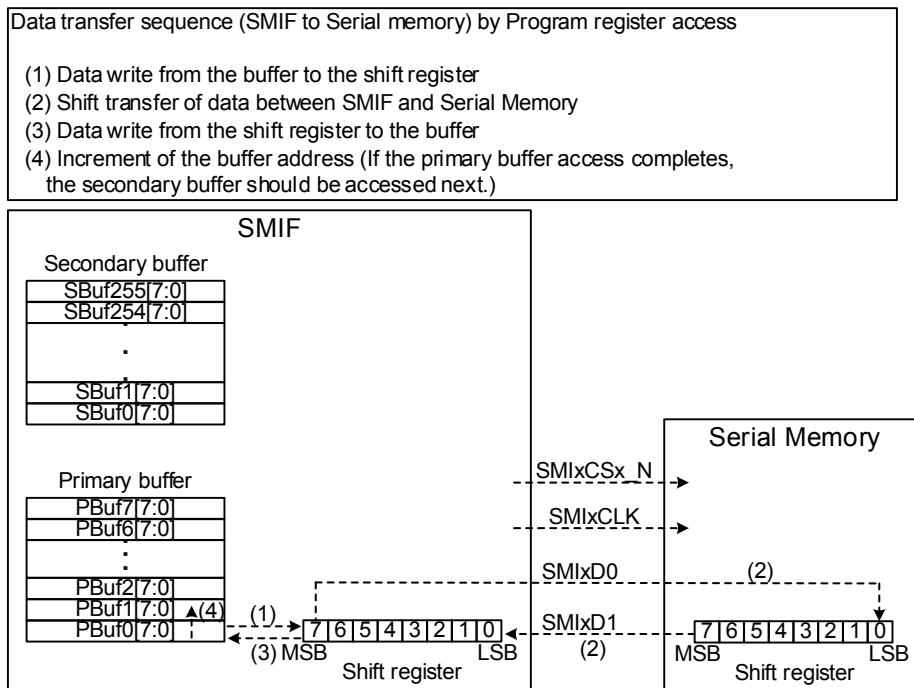 Data transfer sequence (SMIF to Serial memory) by Program register access
(1) Data write from the buffer to the shift register
(2) Shift transfer of data between SMIF and Serial Memory
(3) Data write from the shift register to the buffer
(4) Increment of the buffer address (If the primary buffer access completes,
the secondary buffer should be accessed next.)
SMIF
Secondary buffer
SBuf255[7:0]
SBuf254[7:0]
SBuf1[7:0]
SBuf0[7:0]
Serial Memory
SMIxCSx_N
Primary buffer
PBuf7[7:0]
SMIxCLK
PBuf6[7:0]
SMIxD0
(2)
PBuf2[7:0]
PBuf1[7:0]
(4)
(1)
SMIxD1
PBuf0[7:0]
7 6 5 4 3 2 1 0
7 6 5 4 3 2 1 0
(3)
MSB
LSB
(2)
MSB
LSB
Shift register
Shift register